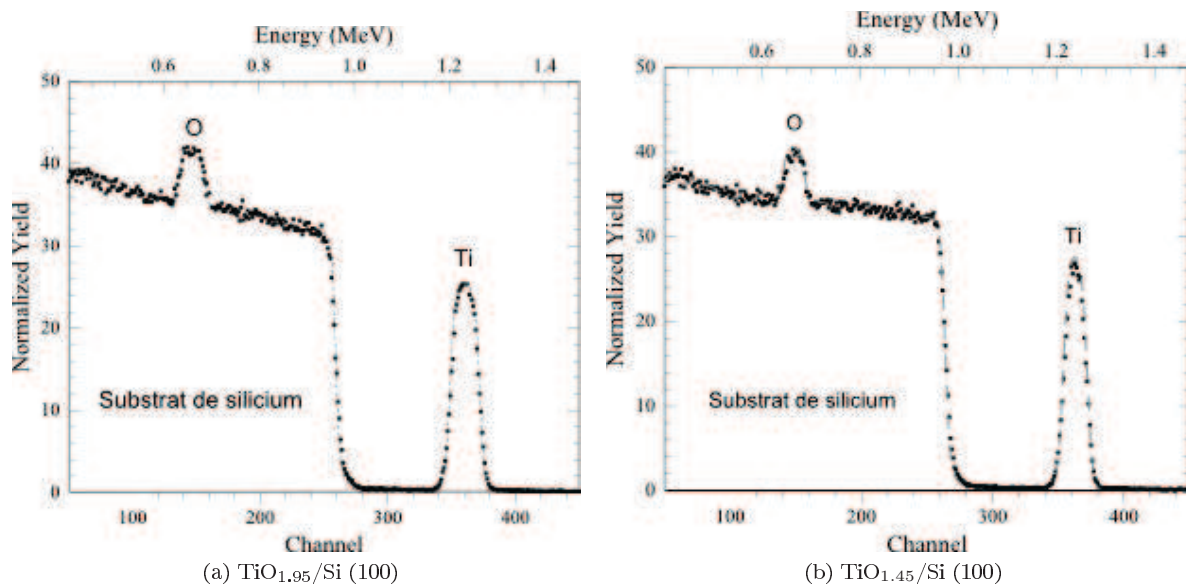 Energy (MeV)
0.6 0.8 1.0 1.2 1.4
50
40
30
20
10
0
Normalized Yield
O
Ti
Substrat de silicium
100 200 300 400
Channel
(a) TiO1.95/Si (100)
Energy (MeV)
0.6 0.8 1.0 1.2 1.4
50
40
30
20
10
0
Normalized Yield
O
Ti
Substrat de silicium
100 200 300 400
Channel
(b) TiO1.45/Si (100)